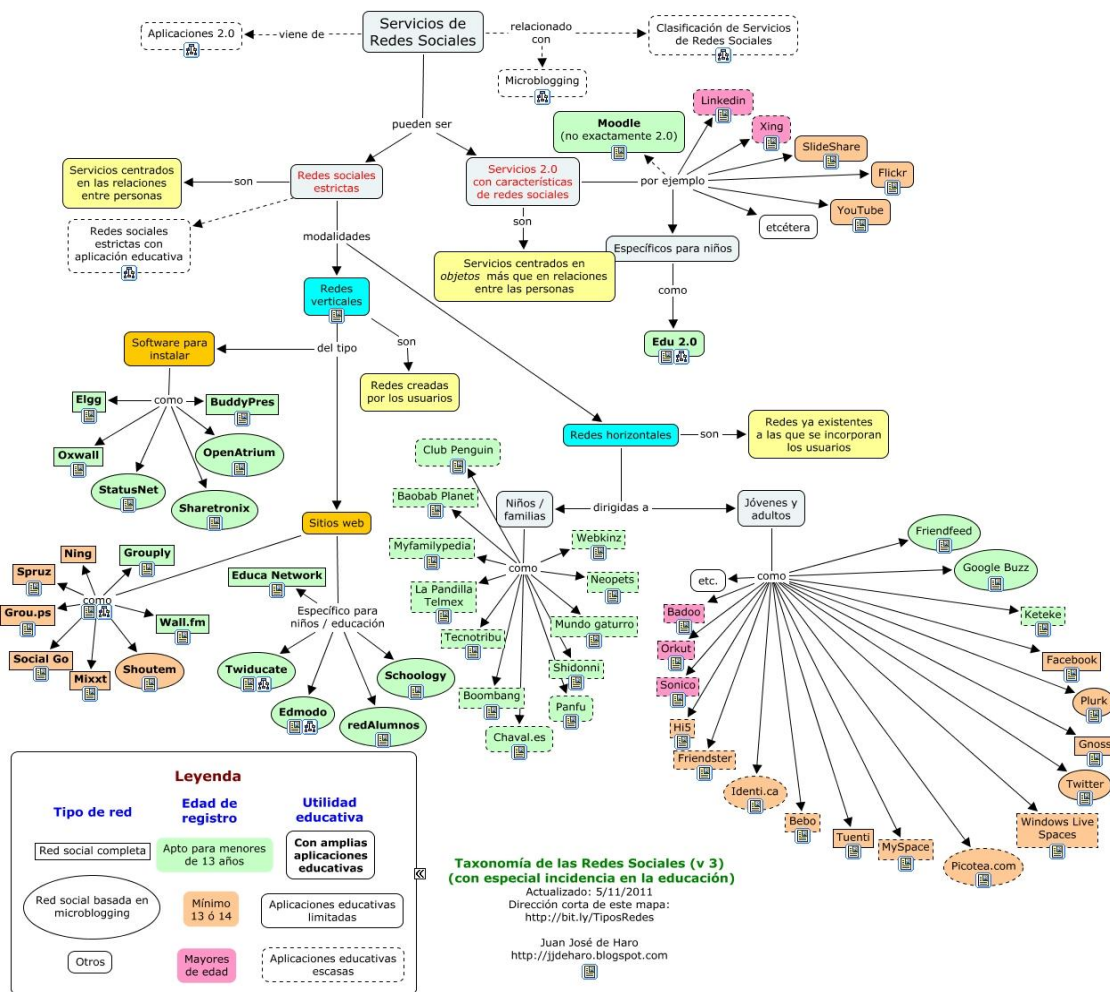 Servicios de
Redes Sociales
Aplicaciones 2.0
viene de
relacionado
con
Clasificación de Servicios
de Redes Sociales
Microblogging
pueden ser
Linkedin
Xing
Moodle
(no exactamente 2.0)
SlideShare
Flickr
YouTube
etcétera
por ejemplo
Servicios centrados
en las relaciones
entre personas
son
Redes sociales
estrictas
Servicios 2.0
con características
de redes sociales
son
Redes sociales
estrictas con
aplicación educativa
modalidades
Específicos para niños
Servicios centrados en
objetos más que en relaciones
entre las personas
como
Edu 2.0
Redes
verticales
Software para
instalar
del tipo
son
Redes creadas
por los usuarios
Elgg
como
BuddyPres
Oxwall
OpenAtrium
StatusNet
Sharetronix
Redes horizontales
son
Redes ya existentes
a las que se incorporan
los usuarios
Sitios web
Ning
Grouply
Spruz
como
Grou.ps
Wall.fm
Social Go
Mixxt
Shoutem
Educa Network
Específico para
niños / educación
Twiducate
Schoology
Edmodo
redAlumnos
dirigidas a
Niños /
familias
Jóvenes y
adultos
Club Penguin
Baobab Planet
Myfamilypedia
como
Webkinz
La Pandilla
Telmex
Neopets
Tecnotribu
Mundo gaturro
Shidonni
Boombang
Panfu
Chaval.es
Friendfeed
etc.
como
Google Buzz
Badoo
Keteke
Orkut
Facebook
Sonico
Plurk
Hi5
Gnoss
Friendster
Twitter
Identi.ca
Windows Live
Spaces
Bebo
Tuenti
MySpace
Picotea.com
Leyenda
Tipo de red
Edad de
registro
Utilidad
educativa
Red social completa
Apto para menores
de 13 años
Con amplias
aplicaciones
educativas
Red social basada en
microblogging
Mínimo
13 ó 14
Aplicaciones educativas
limitadas
Otros
Mayores
de edad
Aplicaciones educativas
escasas
Taxonomía de las Redes Sociales (v 3)
(con especial incidencia en la educación)
Actualizado: 5/11/2011
Dirección corta de este mapa:
http://bit.ly/TiposRedes
Juan José de Haro
http://jjdeharo.blogspot.com